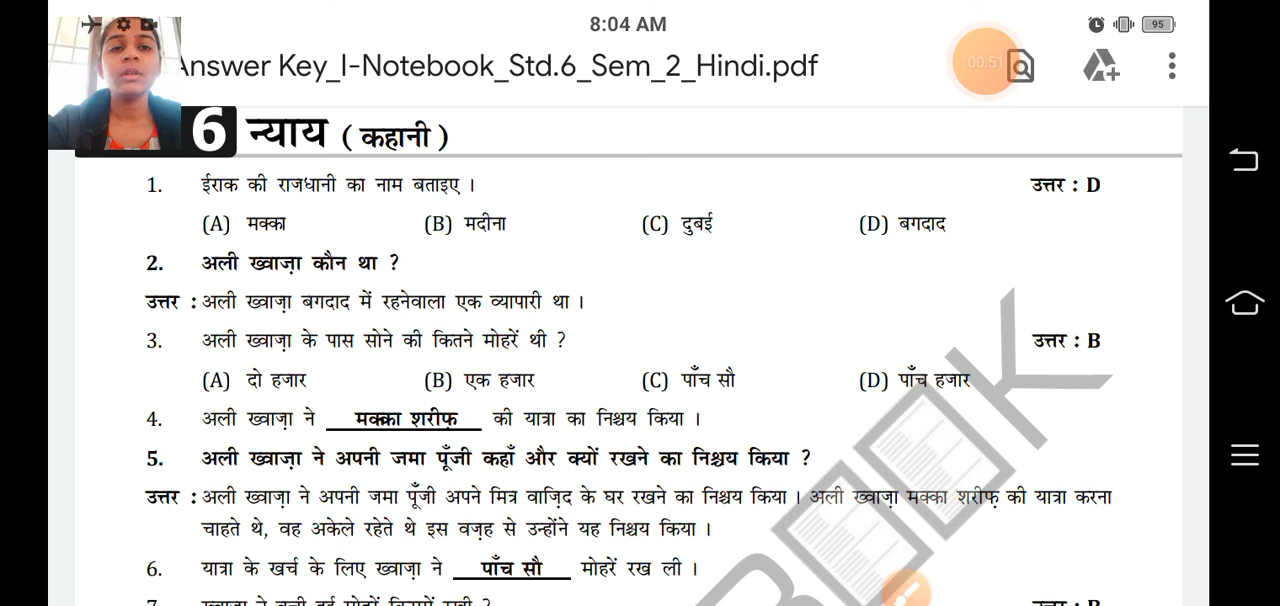 8:04 AM
95
Answer Key_I-Notebook_Std.6_Sem_2_Hindi.pdf
00:51
6 न्याय ( कहानी )
1. ईराक की राजधानी का नाम बताइए । उत्तर : D
(A) मक्का (B) मदीना (C) दुबई (D) बगदाद
2. अली ख्वाज़ा कौन था ?
उत्तर : अली ख्वाज़ा बगदाद में रहनेवाला एक व्यापारी था ।
3. अली ख्वाज़ा के पास सोने की कितने मोहरें थी ? उत्तर : B
(A) दो हजार (B) एक हजार (C) पाँच सौ (D) पाँच हजार
4. अली ख्वाज़ा ने मक्का शरीफ़ की यात्रा का निश्चय किया ।
5. अली ख्वाज़ा ने अपनी जमा पूँजी कहाँ और क्यों रखने का निश्चय किया ?
उत्तर : अली ख्वाज़ा ने अपनी जमा पूँजी अपने मित्र वाज़िद के घर रखने का निश्चय किया । अली ख्वाज़ा मक्का शरीफ़ की यात्रा करना
चाहते थे, वह अकेले रहेते थे इस वज़ह से उन्होंने यह निश्चय किया ।
6. यात्रा के खर्च के लिए ख्वाज़ा ने पाँच सौ मोहरें रख ली ।
BOOK